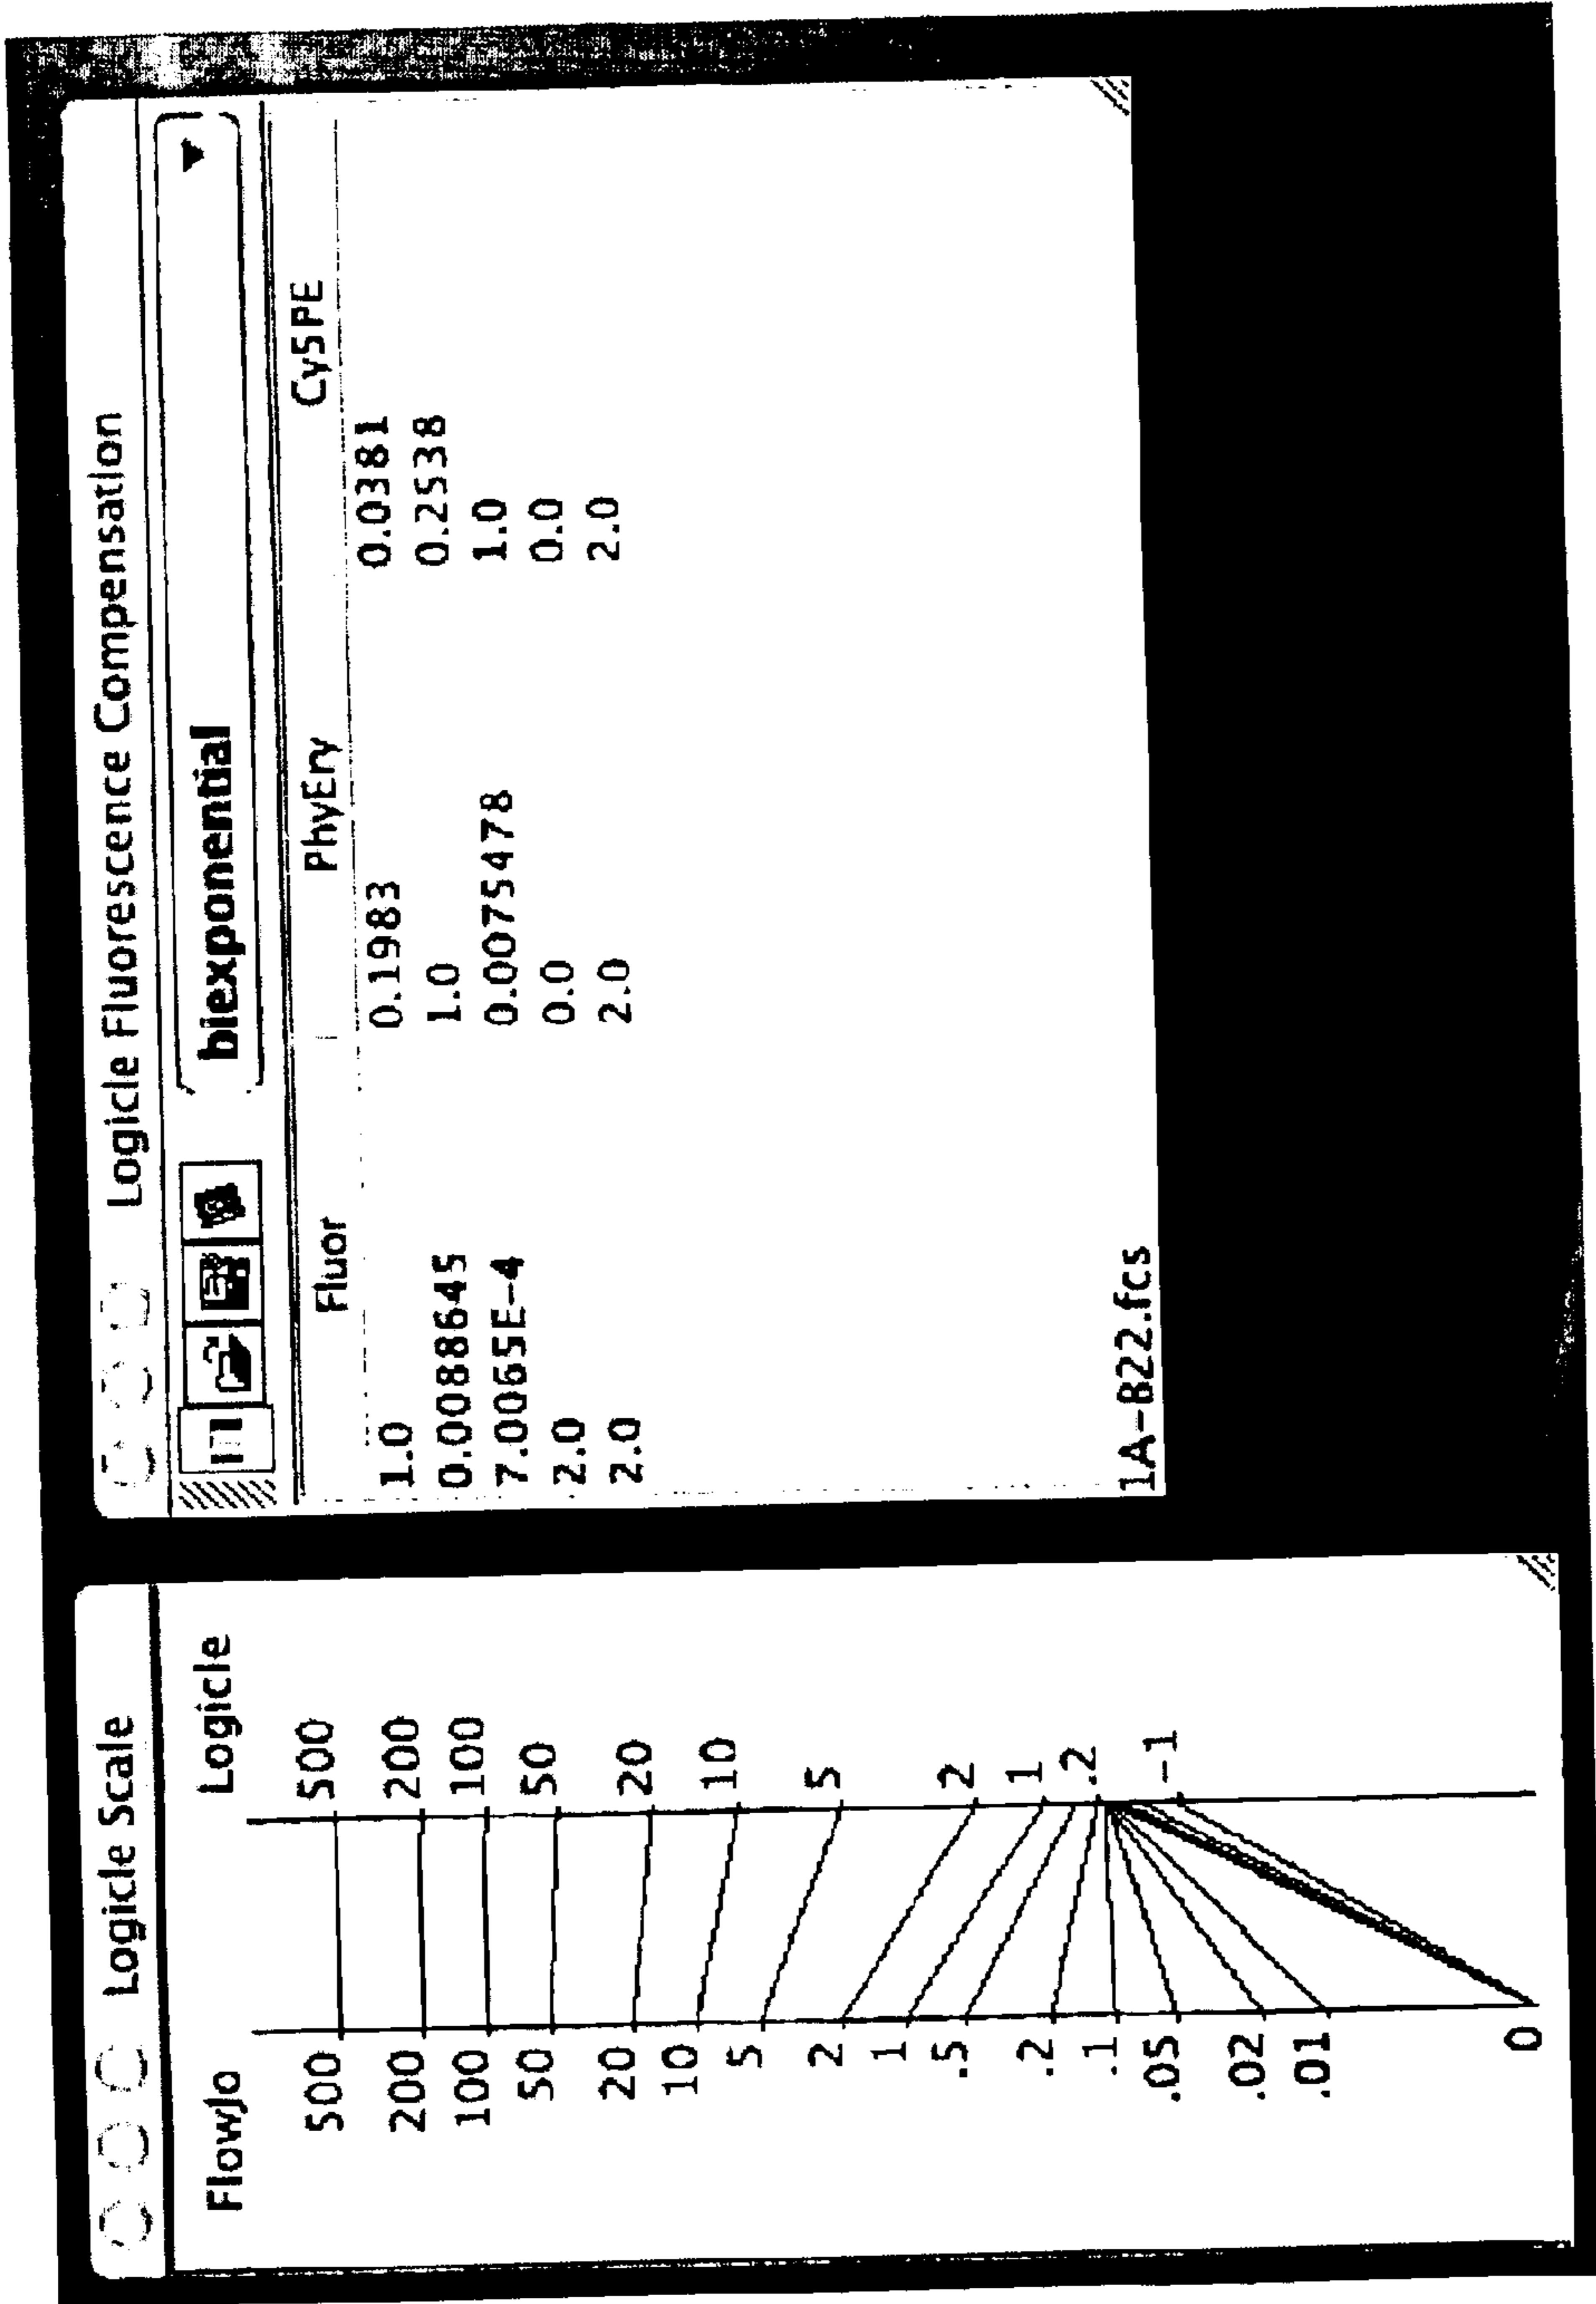 Logicle Scale
FlowJo Logicle
500 500
200 200
100 100
50 50
20 20
10 10
5 5
2 2
1 1
.5
.2 .2
.1
.05 -1
.02
.01
0
Logicle Fluorescence Compensation
biexponential
Fluor PhyEry Cy5PE
1.0 0.1983 0.0381
0.0088645 1.0 0.2538
7.0065E-4 0.0075478 1.0
2.0 0.0 0.0
2.0 2.0 2.0
1A-B22.fcs